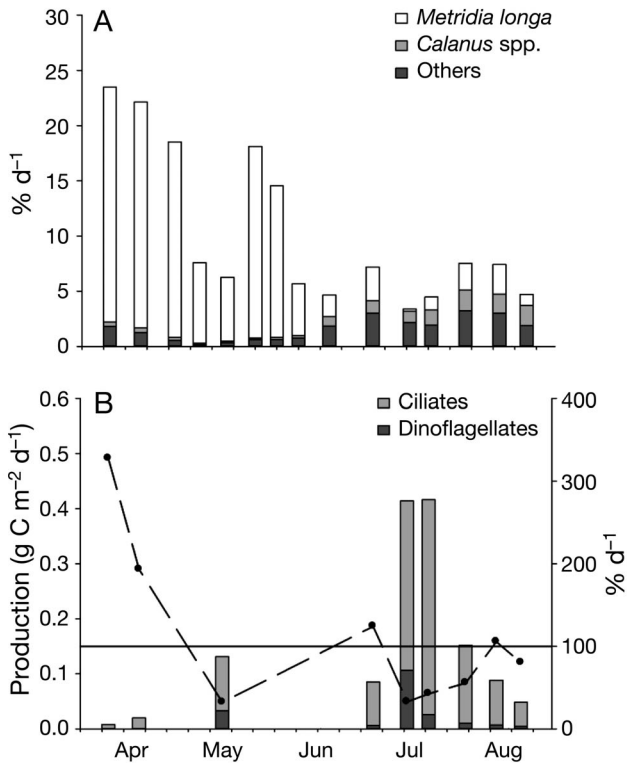 A
Metridia longa
Calanus spp.
Others
30
25
20
15
10
5
0
% d⁻¹
B
Ciliates
Dinoflagellates
0.6
0.5
0.4
0.3
0.2
0.1
0.0
Production (g C m⁻² d⁻¹)
400
300
200
100
0
% d⁻¹
Apr May Jun Jul Aug